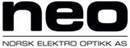 neo
NORSK ELEKTRO OPTIKK AS